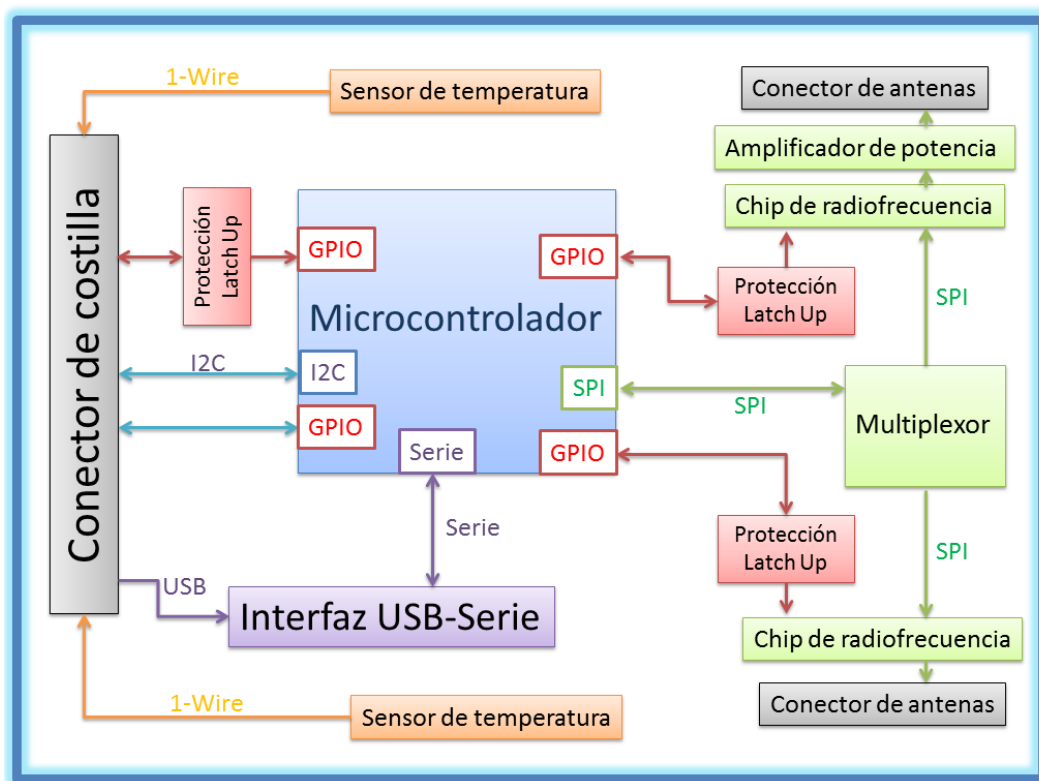 1-Wire
Sensor de temperatura
Conector de antenas
Amplificador de potencia
Chip de radiofrecuencia
Conector de costilla
Protección
Latch Up
GPIO
GPIO
Protección
Latch Up
SPI
Microcontrolador
I2C
I2C
SPI
SPI
Multiplexor
GPIO
Serie
GPIO
Serie
Protección
Latch Up
SPI
USB
Interfaz USB-Serie
Chip de radiofrecuencia
1-Wire
Sensor de temperatura
Conector de antenas